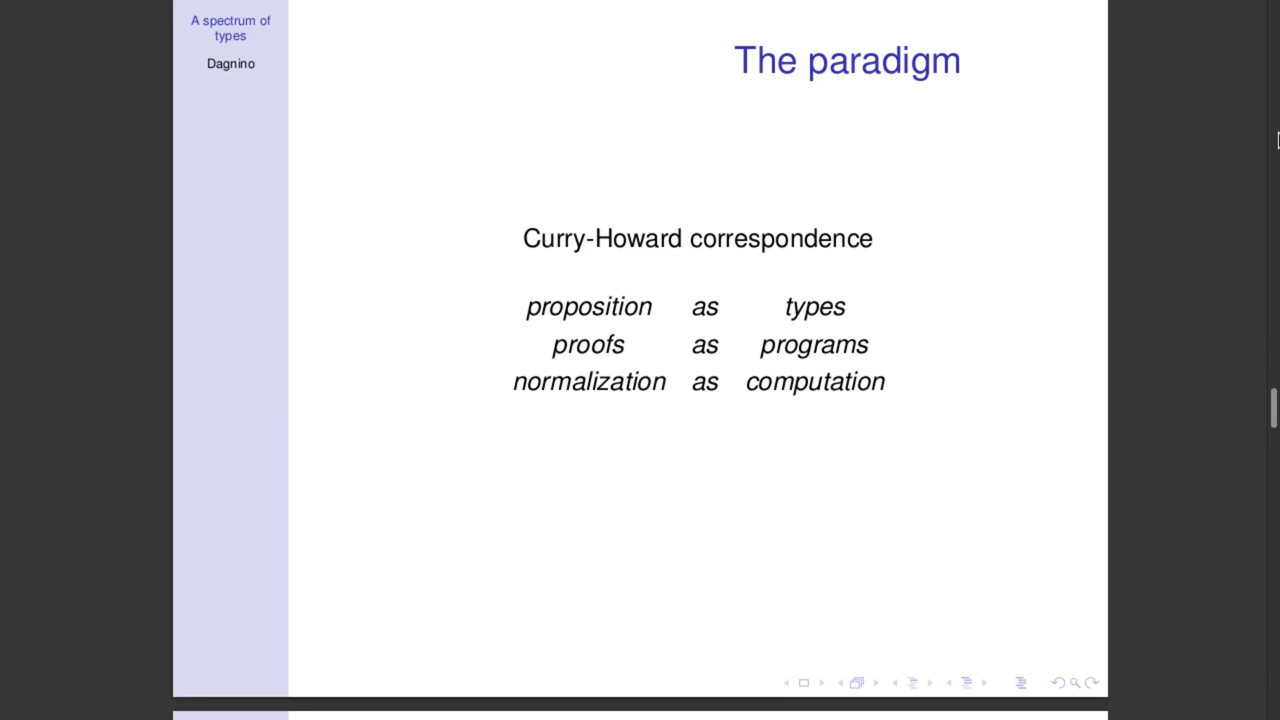 A spectrum of
types
Dagnino
The paradigm
Curry-Howard correspondence
proposition as types
proofs as programs
normalization as computation